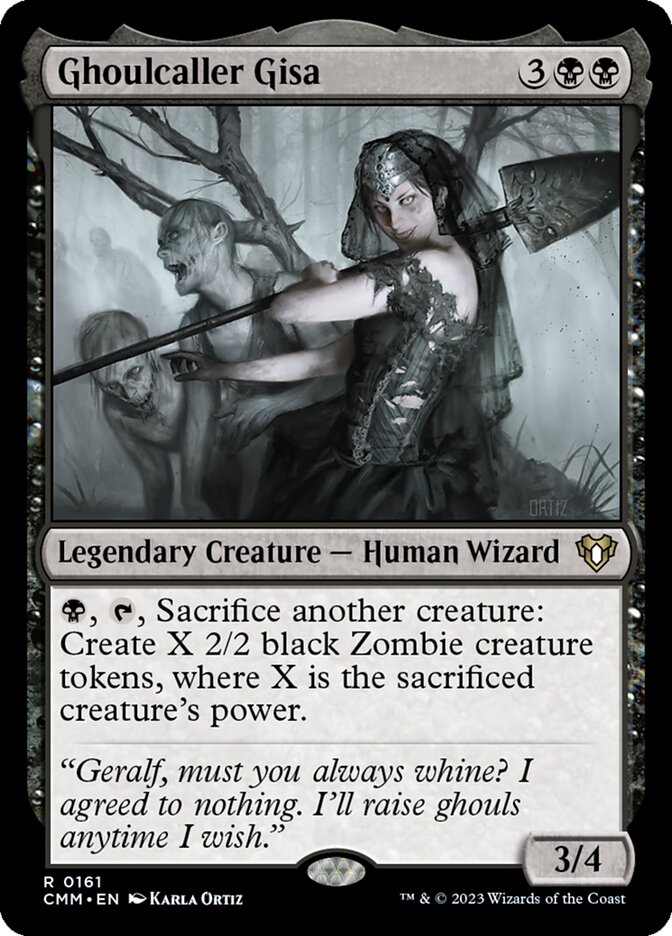 Ghoulcaller Gisa 3
ORTIZ
Legendary Creature — Human Wizard
, , Sacrifice another creature:
Create X 2/2 black Zombie creature
tokens, where X is the sacrificed
creature's power.
“Geralf, must you always whine? I
agreed to nothing. I'll raise ghouls
anytime I wish.”
3/4
R 0161
CMM • EN Karla Ortiz
™ & © 2023 Wizards of the Coast